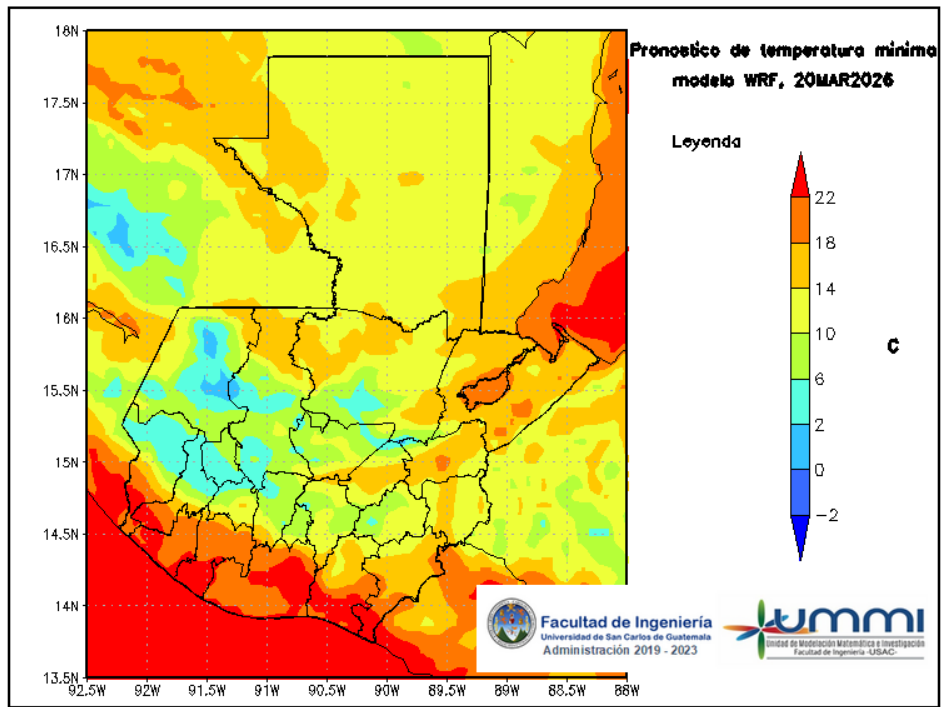 Pronostico de temperatura minima
modelo WRF, 20MAR2026
Leyenda
22
18
14
10
6
2
0
−2
C
18N
17.5N
17N
16.5N
16N
15.5N
15N
14.5N
14N
13.5N
92.5W
92W
91.5W
91W
90.5W
90W
89.5W
89W
88.5W
88W
Facultad de Ingeniería
Universidad de San Carlos de Guatemala
Administración 2019 - 2023
UMMI
Unidad de Modelación Matemática e Investigación
Facultad de Ingeniería -USAC-